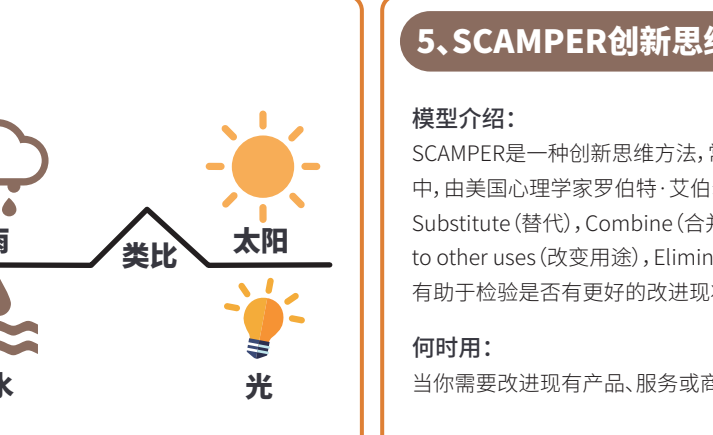 雨
类比
太阳
水
光
5、SCAMPER创新思维
模型介绍：
SCAMPER是一种创新思维方法，常
中，由美国心理学家罗伯特·艾伯
Substitute（替代），Combine（合并
to other uses（改变用途），Elimin
有助于检验是否有更好的改进现状
何时用：
当你需要改进现有产品、服务或商